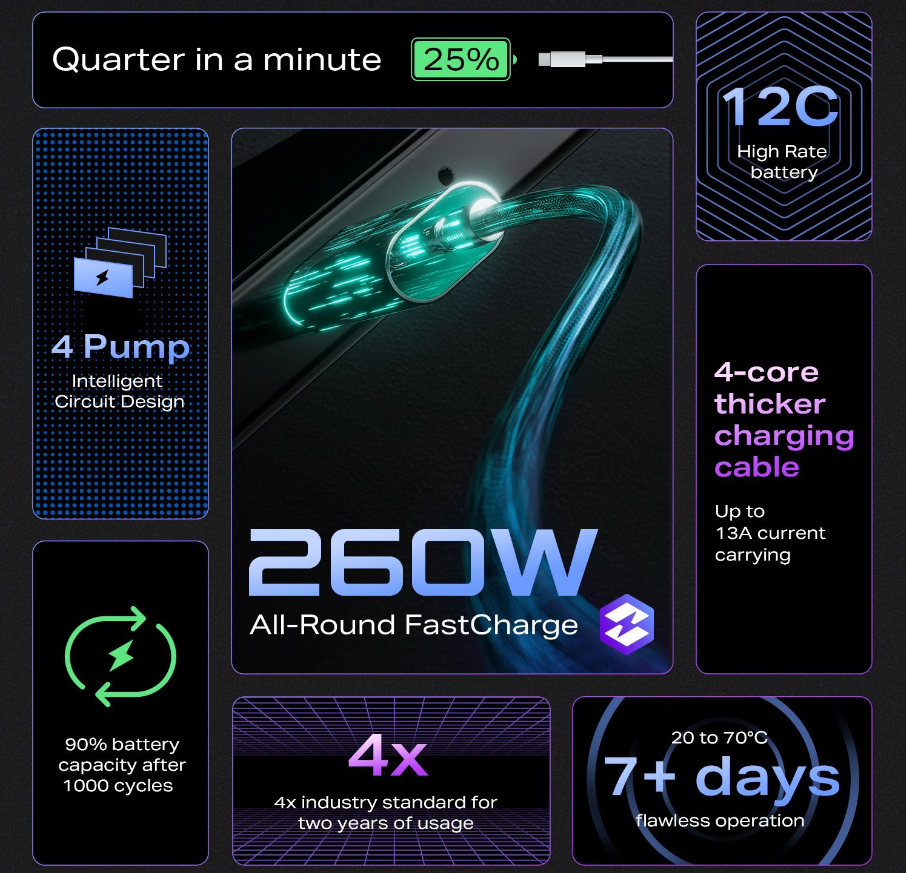 Quarter in a minute
25%
12C
High Rate
battery
4 Pump
Intelligent
Circuit Design
4-core
thicker
charging
cable
Up to
13A current
carrying
260W
All-Round FastCharge
90% battery
capacity after
1000 cycles
4x
4x industry standard for
two years of usage
20 to 70°C
7+ days
flawless operation